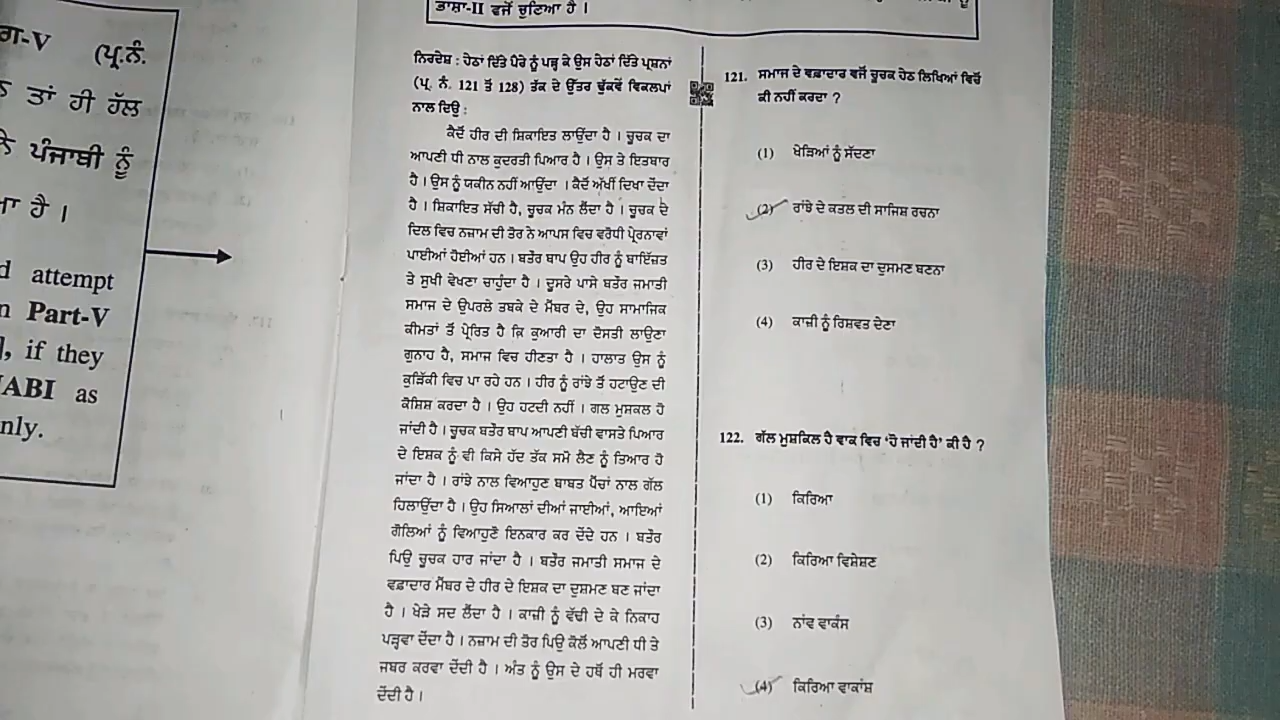 ਭਾਸ਼ਾ-II ਵਜੋਂ ਚੁਣਿਆ ਹੈ ।
ਗ-V (ਪ੍ਰ.ਨੰ.
ਤਾਂ ਹੀ ਹੱਲ
ਨੇ ਪੰਜਾਬੀ ਨੂੰ
ਆ ਹੈ ।
d attempt
n Part-V
], if they
JABI as
nly.
ਨਿਰਦੇਸ਼ : ਹੇਠਾਂ ਦਿੱਤੇ ਪੈਰੇ ਨੂੰ ਪੜ੍ਹ ਕੇ ਉਸ ਹੇਠਾਂ ਦਿੱਤੇ ਪ੍ਰਸ਼ਨਾਂ
(ਪ੍ਰ. ਨੰ. 121 ਤੋਂ 128) ਤੱਕ ਦੇ ਉੱਤਰ ਢੁੱਕਵੇਂ ਵਿਕਲਪਾਂ
ਨਾਲ ਦਿਉ :
ਕੈਦੋਂ ਹੀਰ ਦੀ ਸ਼ਿਕਾਇਤ ਲਾਉਂਦਾ ਹੈ । ਚੂਚਕ ਦਾ
ਆਪਣੀ ਧੀ ਨਾਲ ਕੁਦਰਤੀ ਪਿਆਰ ਹੈ । ਉਸ ਤੇ ਇਤਬਾਰ
ਹੈ । ਉਸ ਨੂੰ ਯਕੀਨ ਨਹੀਂ ਆਉਂਦਾ । ਕੈਦੋਂ ਅੱਖੀਂ ਦਿਖਾ ਦੇਂਦਾ
ਹੈ । ਸ਼ਿਕਾਇਤ ਸੱਚੀ ਹੈ, ਚੂਚਕ ਮੰਨ ਲੈਂਦਾ ਹੈ । ਚੂਚਕ ਦੇ
ਦਿਲ ਵਿਚ ਨਜ਼ਾਮ ਦੀ ਤੋਰ ਨੇ ਆਪਸ ਵਿਚ ਵਰੋਧੀ ਪ੍ਰੇਰਨਾਵਾਂ
ਪਾਈਆਂ ਹੋਈਆਂ ਹਨ । ਬਤੌਰ ਬਾਪ ਉਹ ਹੀਰ ਨੂੰ ਬਾਇੱਜ਼ਤ
ਤੇ ਸੁਖੀ ਵੇਖਣਾ ਚਾਹੁੰਦਾ ਹੈ । ਦੂਸਰੇ ਪਾਸੇ ਬਤੌਰ ਜਮਾਤੀ
ਸਮਾਜ ਦੇ ਉਪਰਲੇ ਤਬਕੇ ਦੇ ਮੈਂਬਰ ਦੇ, ਉਹ ਸਾਮਾਜਿਕ
ਕੀਮਤਾਂ ਤੋਂ ਪ੍ਰੇਰਿਤ ਹੈ ਕਿ ਕੁਆਰੀ ਦਾ ਦੋਸਤੀ ਲਾਉਣਾ
ਗੁਨਾਹ ਹੈ, ਸਮਾਜ ਵਿਚ ਹੀਣਤਾ ਹੈ । ਹਾਲਾਤ ਉਸ ਨੂੰ
ਕੁੜਿੱਕੀ ਵਿਚ ਪਾ ਰਹੇ ਹਨ । ਹੀਰ ਨੂੰ ਰਾਂਝੇ ਤੋਂ ਹਟਾਉਣ ਦੀ
ਕੋਸ਼ਿਸ਼ ਕਰਦਾ ਹੈ । ਉਹ ਹਟਦੀ ਨਹੀਂ । ਗਲ ਮੁਸ਼ਕਲ ਹੋ
ਜਾਂਦੀ ਹੈ । ਚੂਚਕ ਬਤੌਰ ਬਾਪ ਆਪਣੀ ਬੱਚੀ ਵਾਸਤੇ ਪਿਆਰ
ਦੇ ਇਸ਼ਕ ਨੂੰ ਵੀ ਕਿਸੇ ਹੱਦ ਤੱਕ ਸਮੋ ਲੈਣ ਨੂੰ ਤਿਆਰ ਹੋ
ਜਾਂਦਾ ਹੈ । ਰਾਂਝੇ ਨਾਲ ਵਿਆਹੁਣ ਬਾਬਤ ਪੈਂਚਾਂ ਨਾਲ ਗੱਲ
ਹਿਲਾਉਂਦਾ ਹੈ । ਉਹ ਸਿਆਲਾਂ ਦੀਆਂ ਜਾਈਆਂ, ਆਇਆਂ
ਗੋਲਿਆਂ ਨੂੰ ਵਿਆਹੁਣੋ ਇਨਕਾਰ ਕਰ ਦੇਂਦੇ ਹਨ । ਬਤੌਰ
ਪਿਉ ਚੂਚਕ ਹਾਰ ਜਾਂਦਾ ਹੈ । ਬਤੌਰ ਜਮਾਤੀ ਸਮਾਜ ਦੇ
ਵਫ਼ਾਦਾਰ ਮੈਂਬਰ ਦੇ ਹੀਰ ਦੇ ਇਸ਼ਕ ਦਾ ਦੁਸ਼ਮਣ ਬਣ ਜਾਂਦਾ
ਹੈ । ਖੇੜੇ ਸਦ ਲੈਂਦਾ ਹੈ । ਕਾਜ਼ੀ ਨੂੰ ਵੱਢੀ ਦੇ ਕੇ ਨਿਕਾਹ
ਪੜ੍ਹਵਾ ਦੇਂਦਾ ਹੈ । ਨਜ਼ਾਮ ਦੀ ਤੋਰ ਪਿਉ ਕੋਲੋਂ ਆਪਣੀ ਧੀ ਤੇ
ਜਬਰ ਕਰਵਾ ਦੇਂਦੀ ਹੈ । ਅੰਤ ਨੂੰ ਉਸ ਦੇ ਹਥੋਂ ਹੀ ਮਰਵਾ
ਦੇਂਦੀ ਹੈ ।
121. ਸਮਾਜ ਦੇ ਵਫ਼ਾਦਾਰ ਵਜੋਂ ਚੂਚਕ ਹੇਠ ਲਿਖਿਆਂ ਵਿਚੋਂ
ਕੀ ਨਹੀਂ ਕਰਦਾ ?
(1) ਖੇੜਿਆਂ ਨੂੰ ਸੱਦਣਾ
(2) ਰਾਂਝੇ ਦੇ ਕਤਲ ਦੀ ਸਾਜਿਸ਼ ਰਚਨਾ
(3) ਹੀਰ ਦੇ ਇਸ਼ਕ ਦਾ ਦੁਸ਼ਮਣ ਬਣਨਾ
(4) ਕਾਜ਼ੀ ਨੂੰ ਰਿਸ਼ਵਤ ਦੇਣਾ
122. ਗੱਲ ਮੁਸ਼ਕਿਲ ਹੈ ਵਾਕ ਵਿਚ ‘ਹੋ ਜਾਂਦੀ ਹੈ’ ਕੀ ਹੈ ?
(1) ਕਿਰਿਆ
(2) ਕਿਰਿਆ ਵਿਸ਼ੇਸ਼ਣ
(3) ਨਾਂਵ ਵਾਕੰਸ਼
(4) ਕਿਰਿਆ ਵਾਕਾਂਸ਼